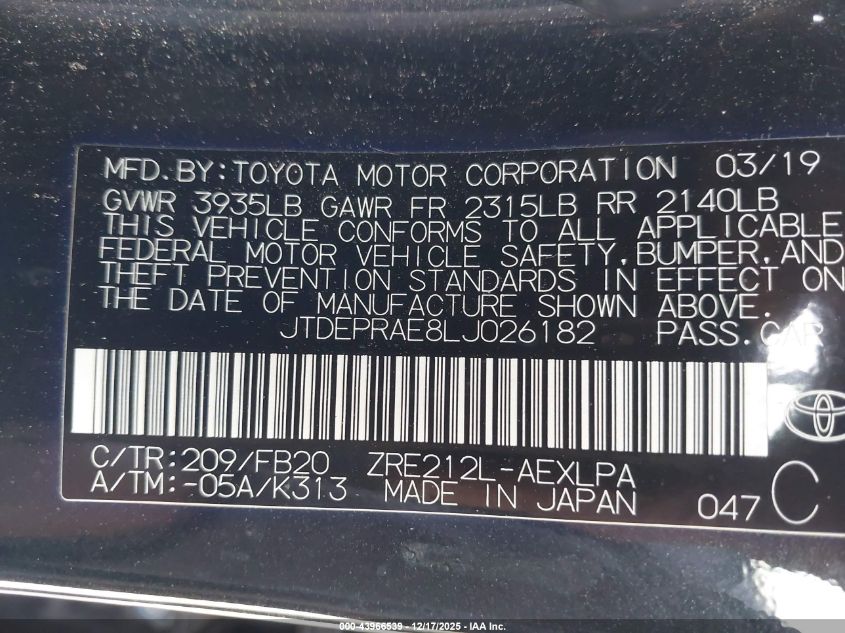 MFD.BY:TOYOTA MOTOR CORPORATION 03/19
GVWR 3935LB GAWR FR 2315LB RR 2140LB
THIS VEHICLE CONFORMS TO ALL APPLICABLE
FEDERAL MOTOR VEHICLE SAFETY,BUMPER,AND
THEFT PREVENTION STANDARDS IN EFFECT ON
THE DATE OF MANUFACTURE SHOWN ABOVE.
JTDEPRAE8LJ026182 PASS.CAR
C/TR:209/FB20 ZRE212L-AEXLPA
A/TM:-05A/K313 MADE IN JAPAN 047 C
000-43966539 - 12/17/2025 - IAA Inc.